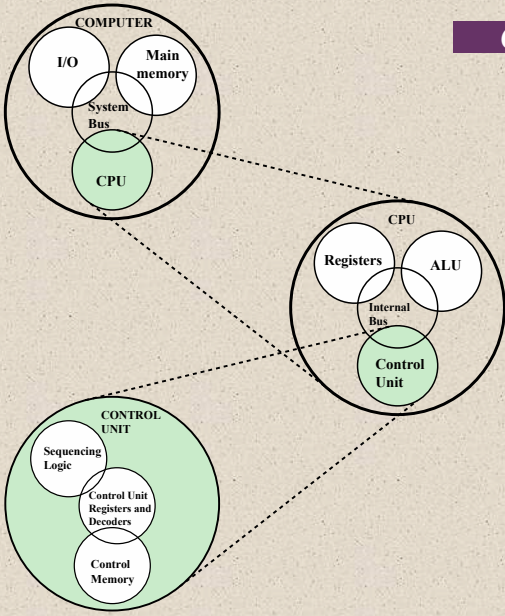 COMPUTER
I/O
Main
memory
System
Bus
CPU
CPU
Registers
ALU
Internal
Bus
Control
Unit
CONTROL
UNIT
Sequencing
Logic
Control Unit
Registers and
Decoders
Control
Memory